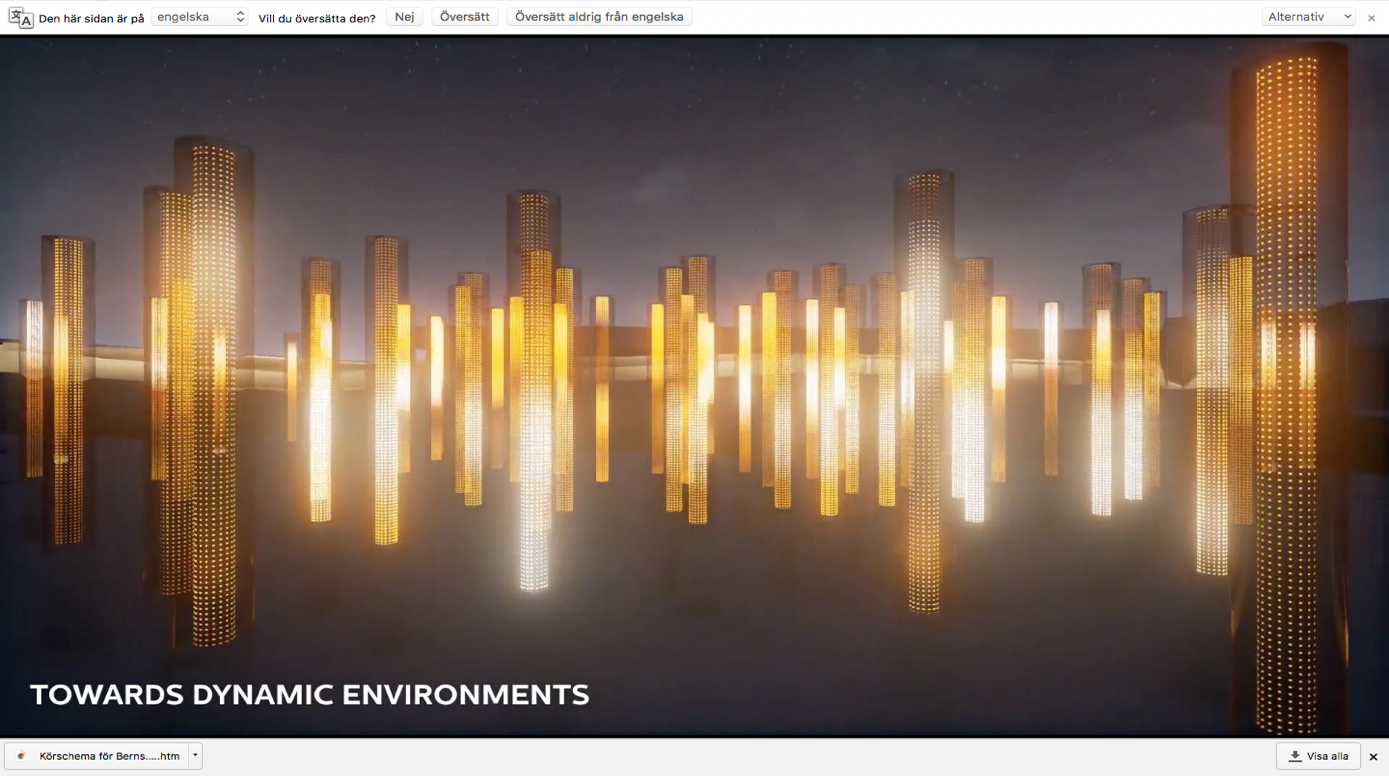 Den här sidan är på engelska Vill du översätta den? Nej Översätt Översätt aldrig från engelska Alternativ ×
TOWARDS DYNAMIC ENVIRONMENTS
Körschema för Berns.....htm Visa alla ×